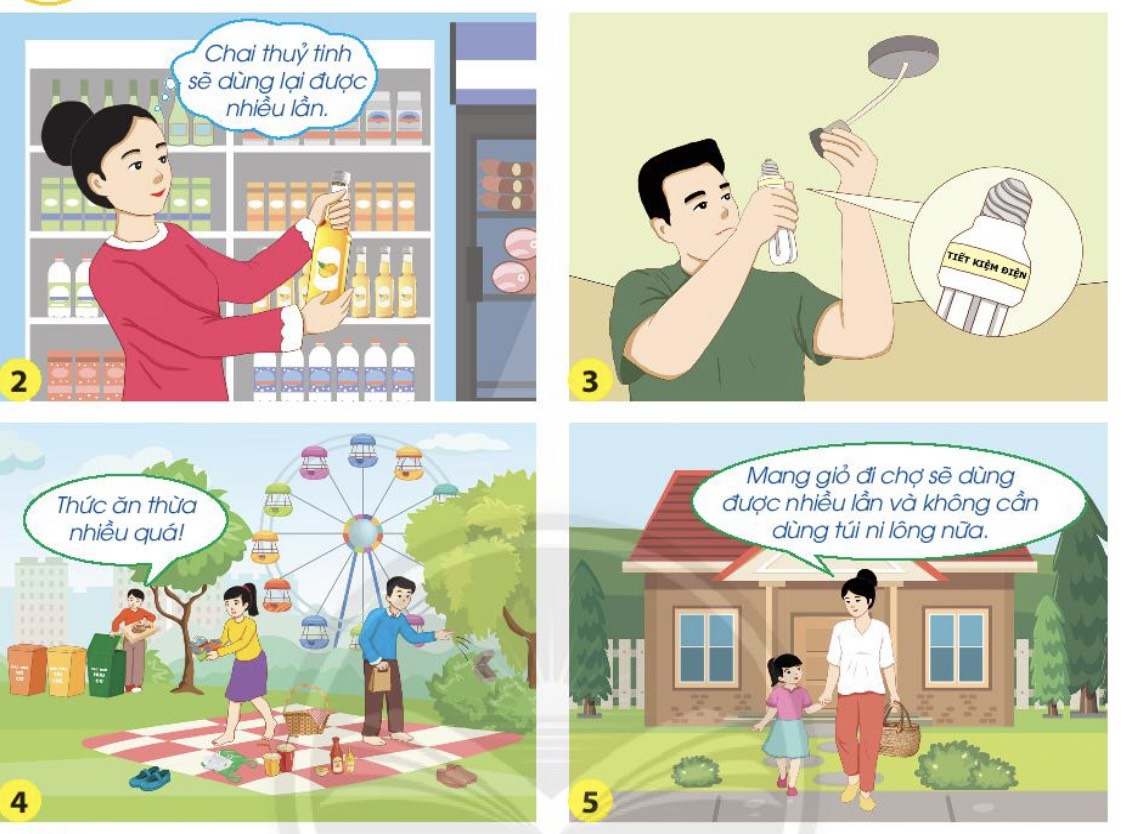 Chai thuỷ tinh
sẽ dùng lại được
nhiều lần.
2
TIẾT KIỆM ĐIỆN
3
Thức ăn thừa
nhiều quá!
4
Mang giỏ đi chợ sẽ dùng
được nhiều lần và không cần
dùng túi ni lông nữa.
5